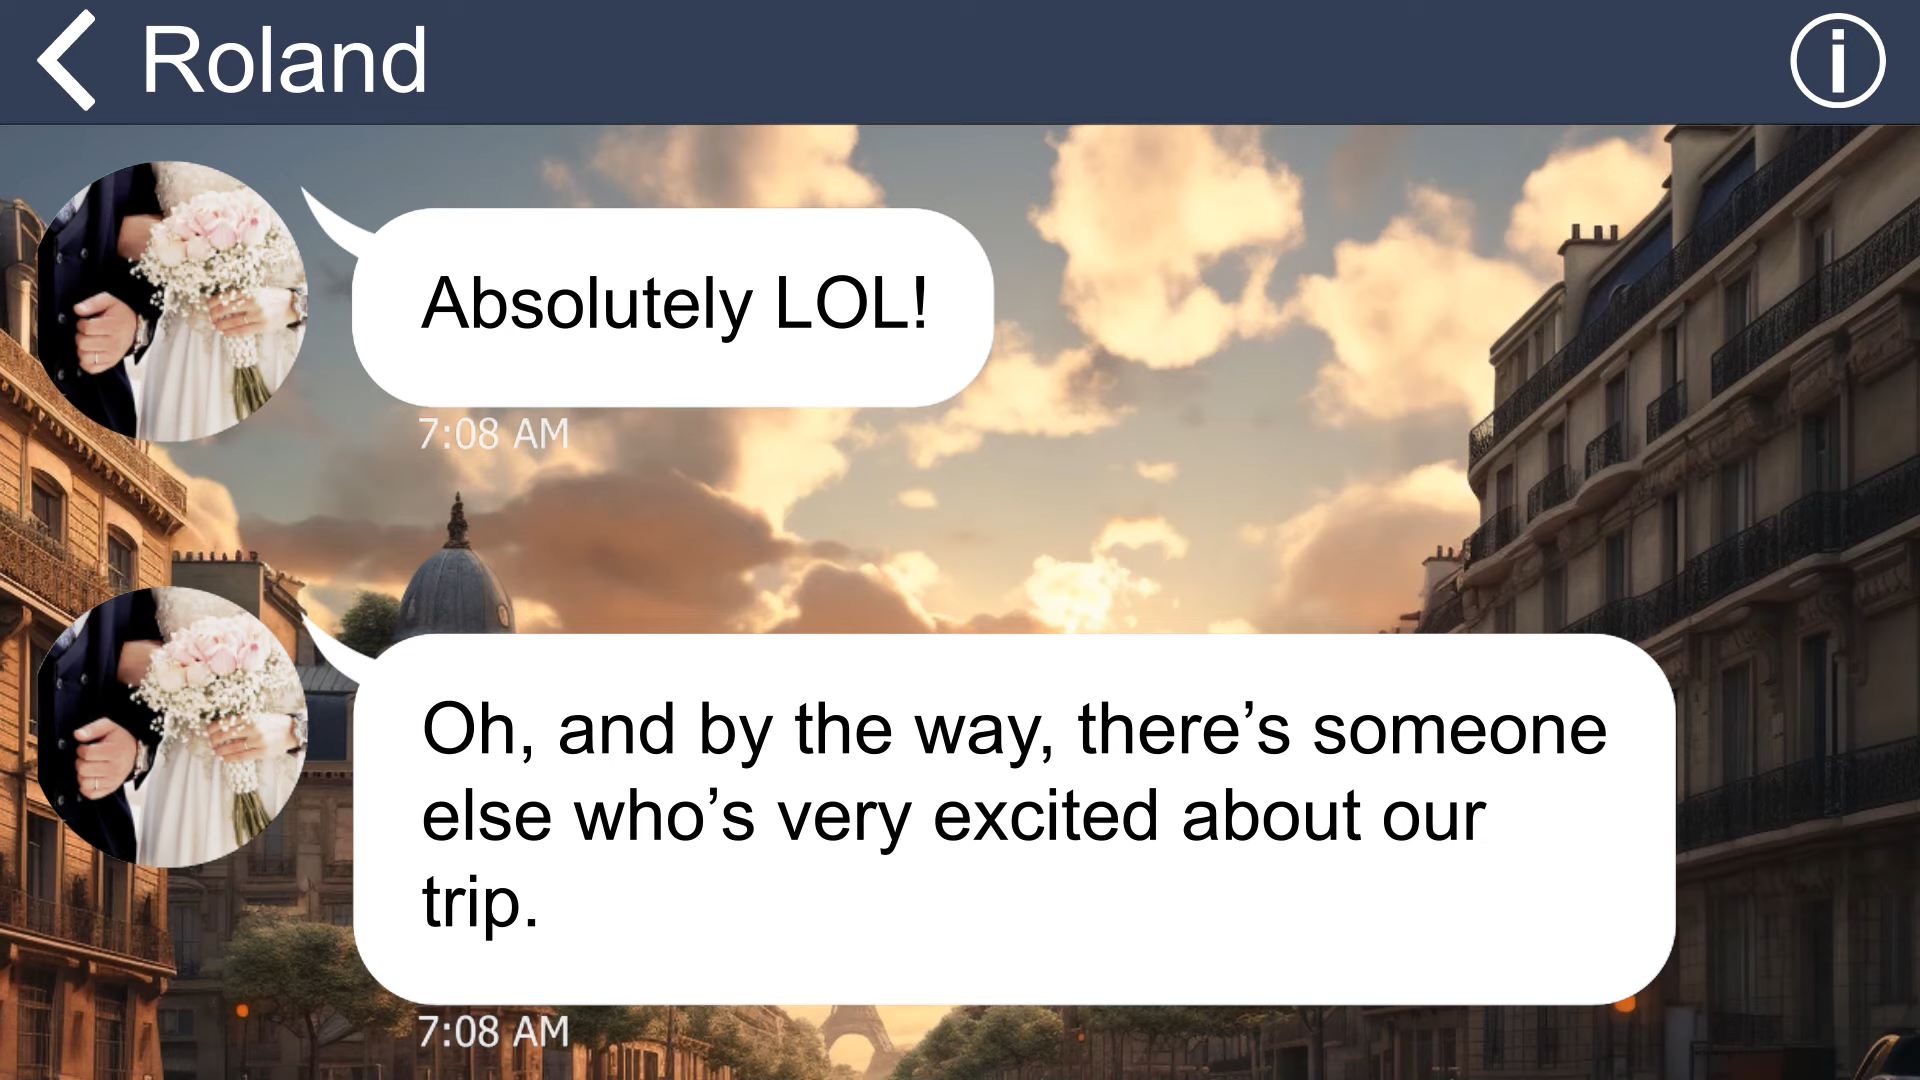 Roland
Absolutely LOL!
7:08 AM
Oh, and by the way, there’s someone
else who’s very excited about our
trip.
7:08 AM